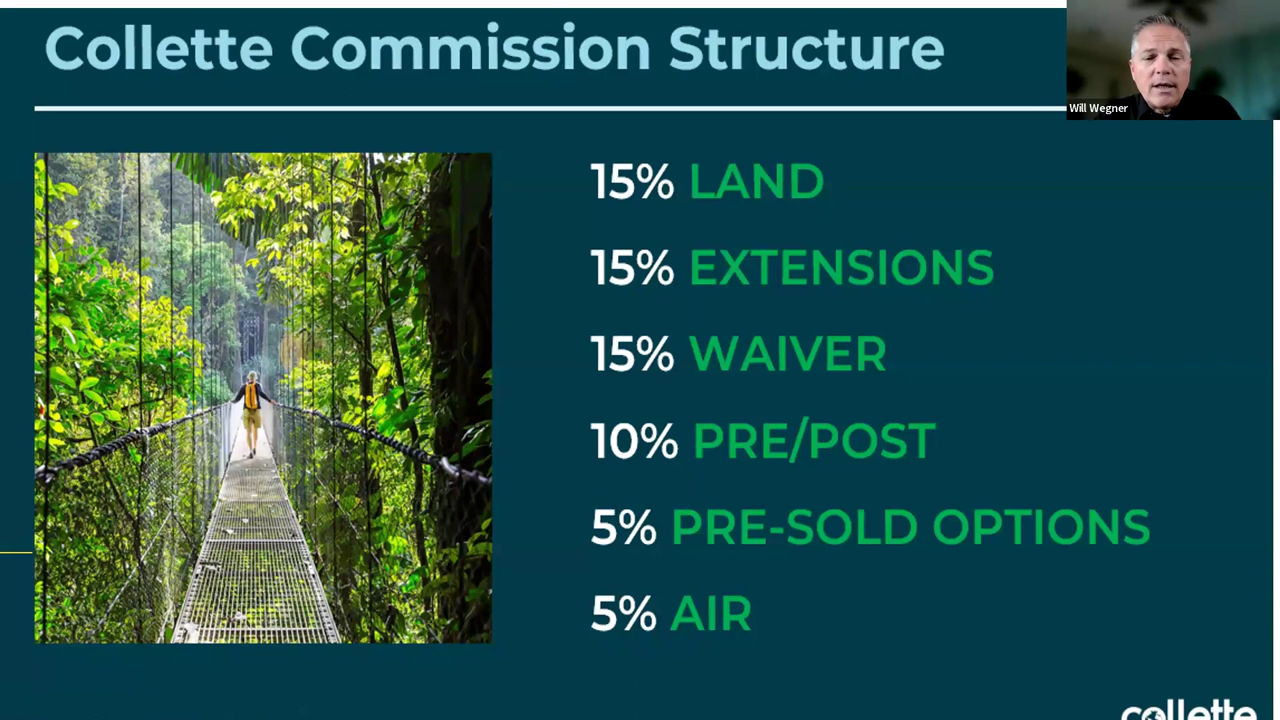 Collette Commission Structure
Will Wegner
15% LAND
15% EXTENSIONS
15% WAIVER
10% PRE/POST
5% PRE-SOLD OPTIONS
5% AIR
collette